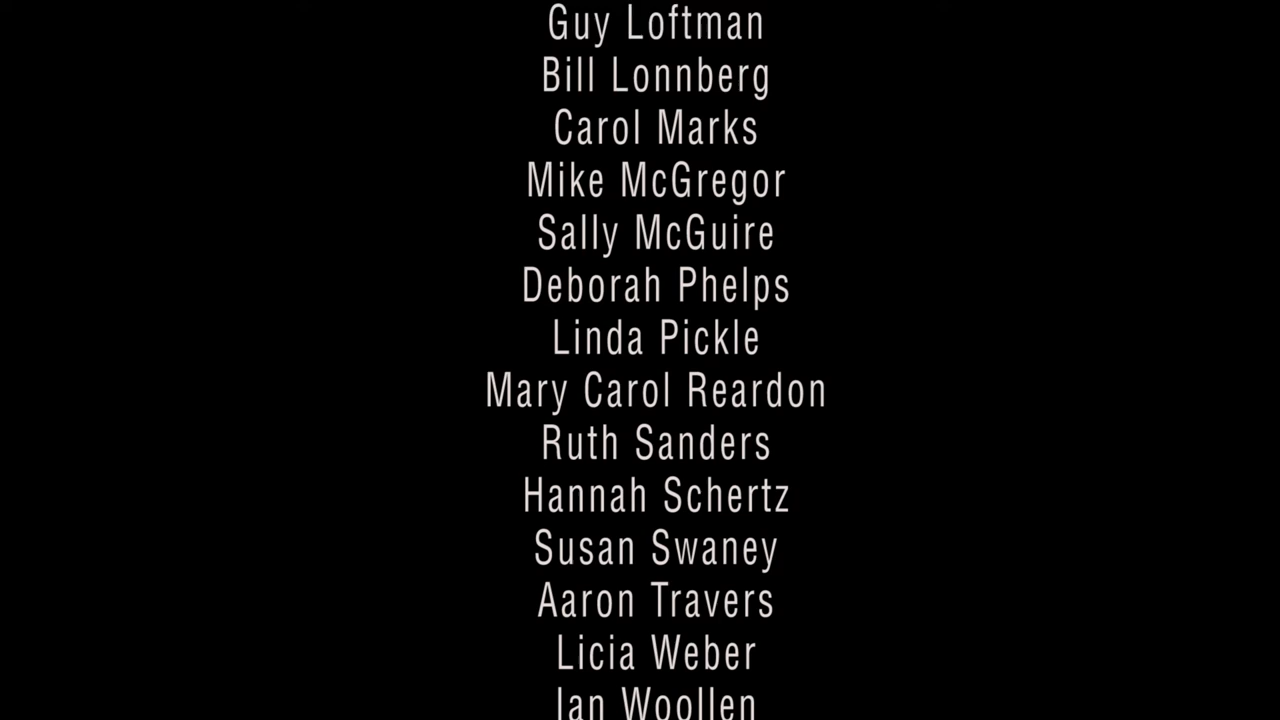 Guy Loftman
Bill Lonnberg
Carol Marks
Mike McGregor
Sally McGuire
Deborah Phelps
Linda Pickle
Mary Carol Reardon
Ruth Sanders
Hannah Schertz
Susan Swaney
Aaron Travers
Licia Weber
Ian Woollen